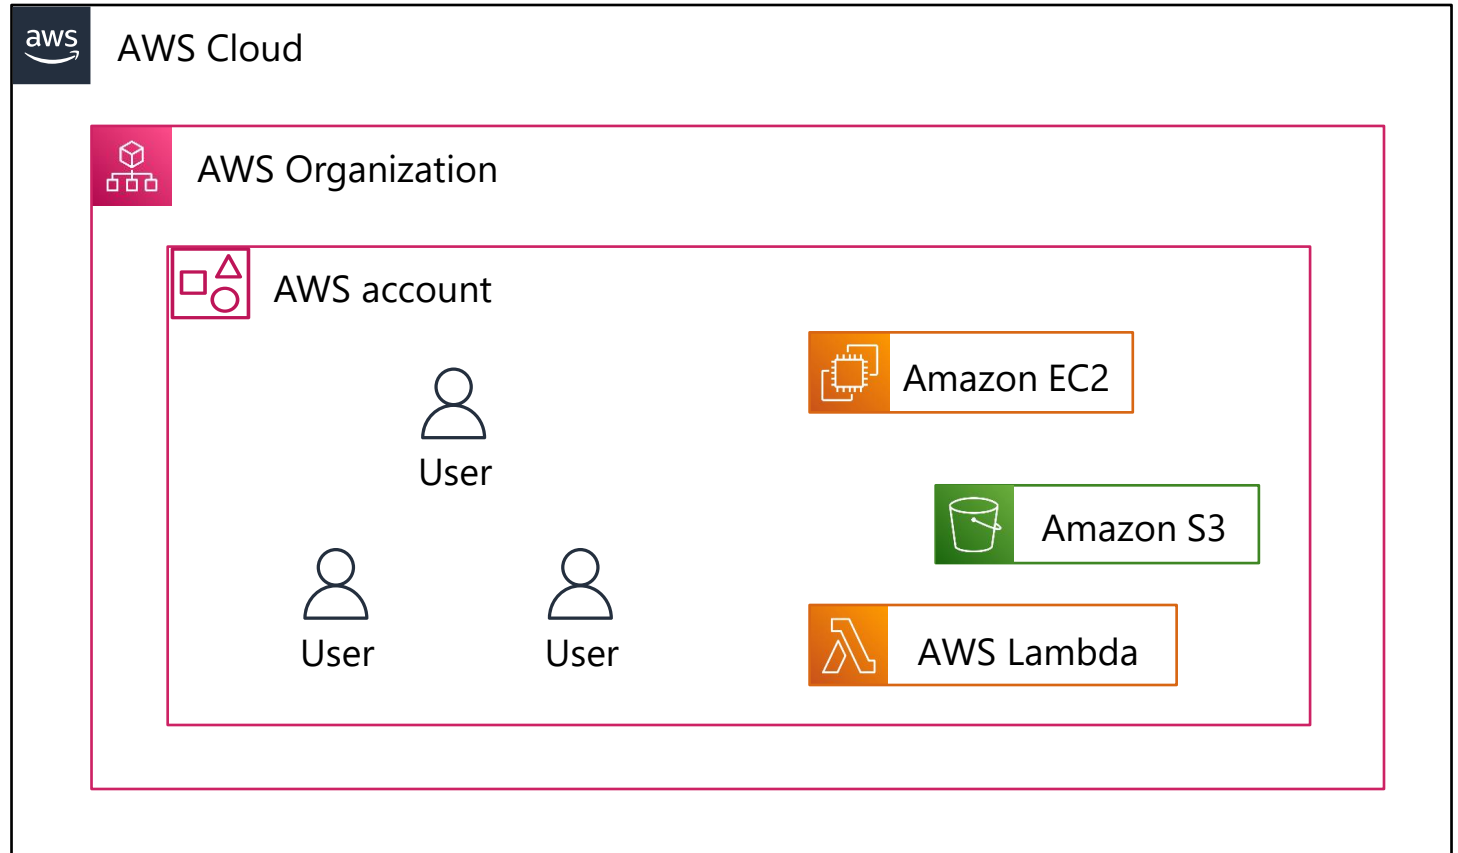 aws
AWS Cloud
AWS Organization
AWS account
User
User
User
Amazon EC2
Amazon S3
AWS Lambda